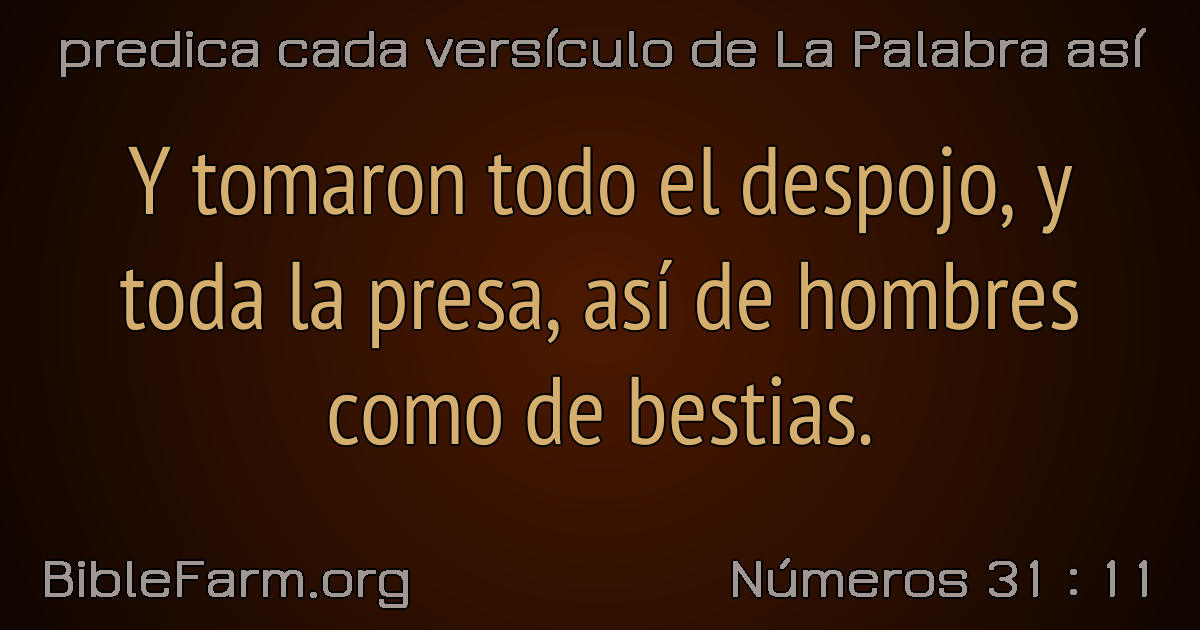 predica cada versículo de La Palabra así
Y tomaron todo el despojo, y
toda la presa, así de hombres
como de bestias.
BibleFarm.org
Números 31 : 11